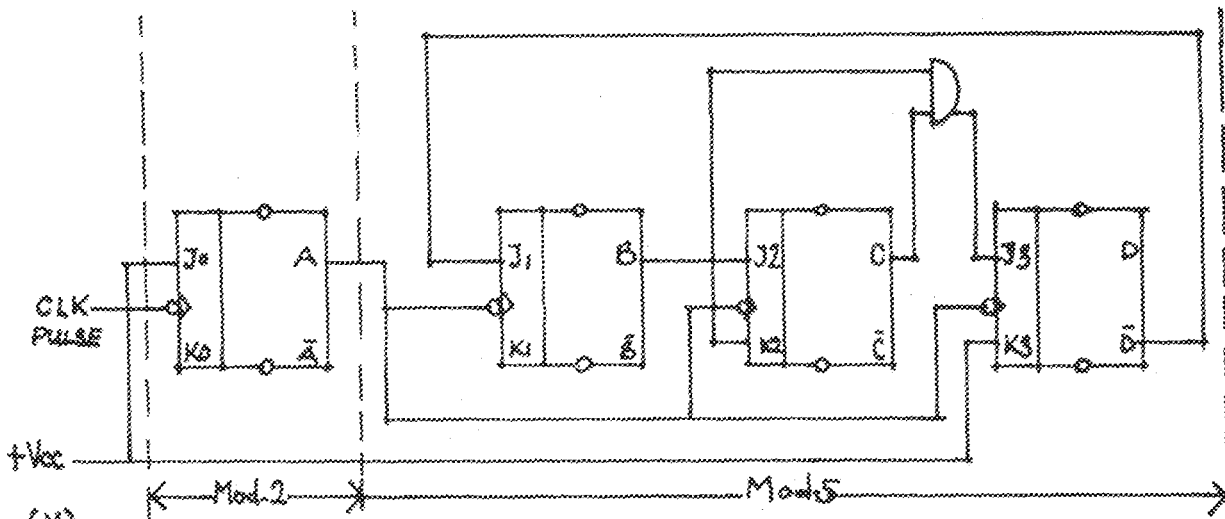 J0 A J1 B J2 C J3 D
CLK
PULSE
K0 Ā K1 B̄ K2 C̄ K3 D̄
+Vcc
Mod-2 Mod-5